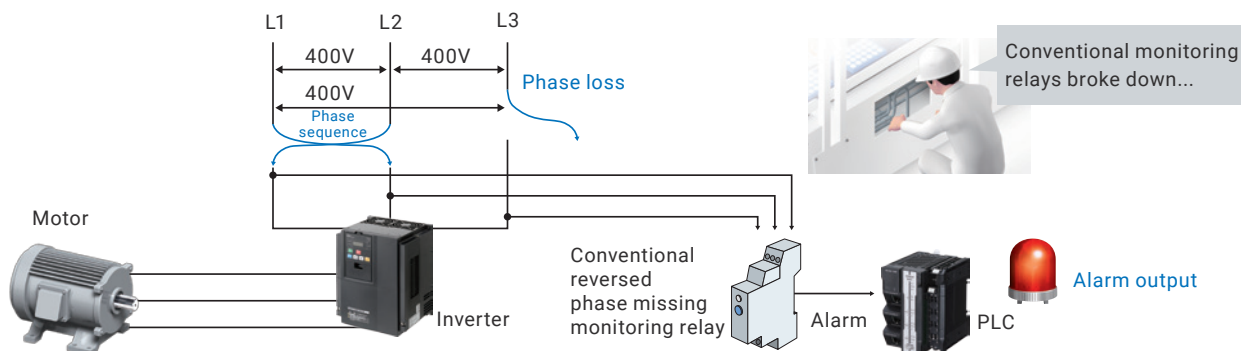 L1
L2
L3
400V
400V
400V
Phase loss
Phase
sequence
Conventional monitoring
relays broke down...
Motor
Inverter
Conventional
reversed
phase missing
monitoring relay
Alarm
PLC
Alarm output